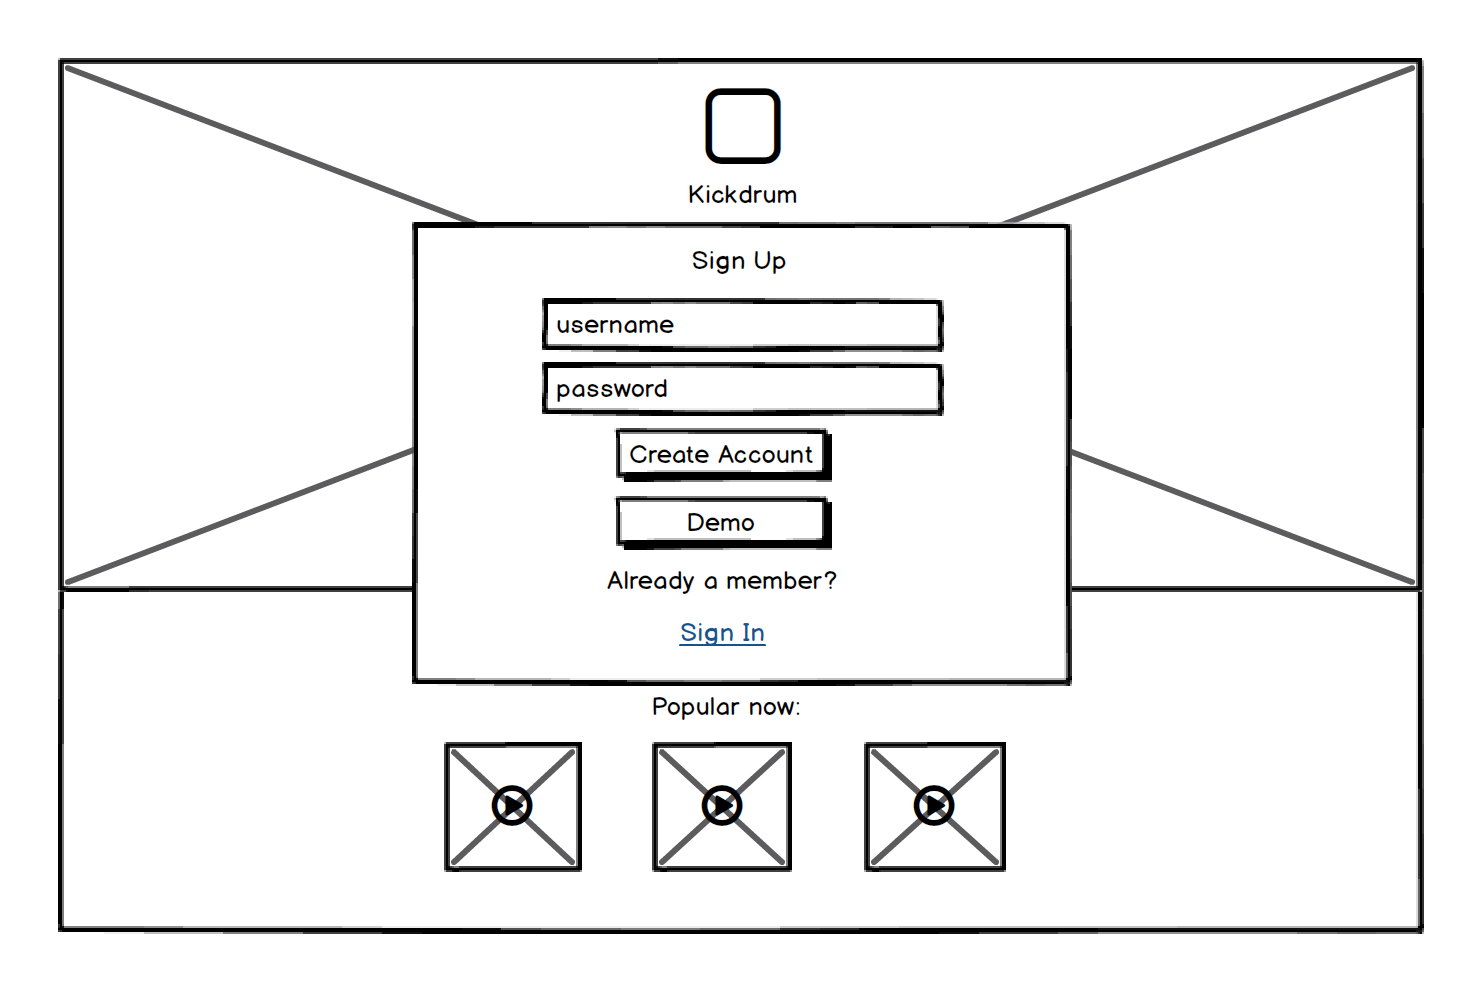 Kickdrum
Sign Up
username
password
Create Account
Demo
Already a member?
Sign In
Popular now: